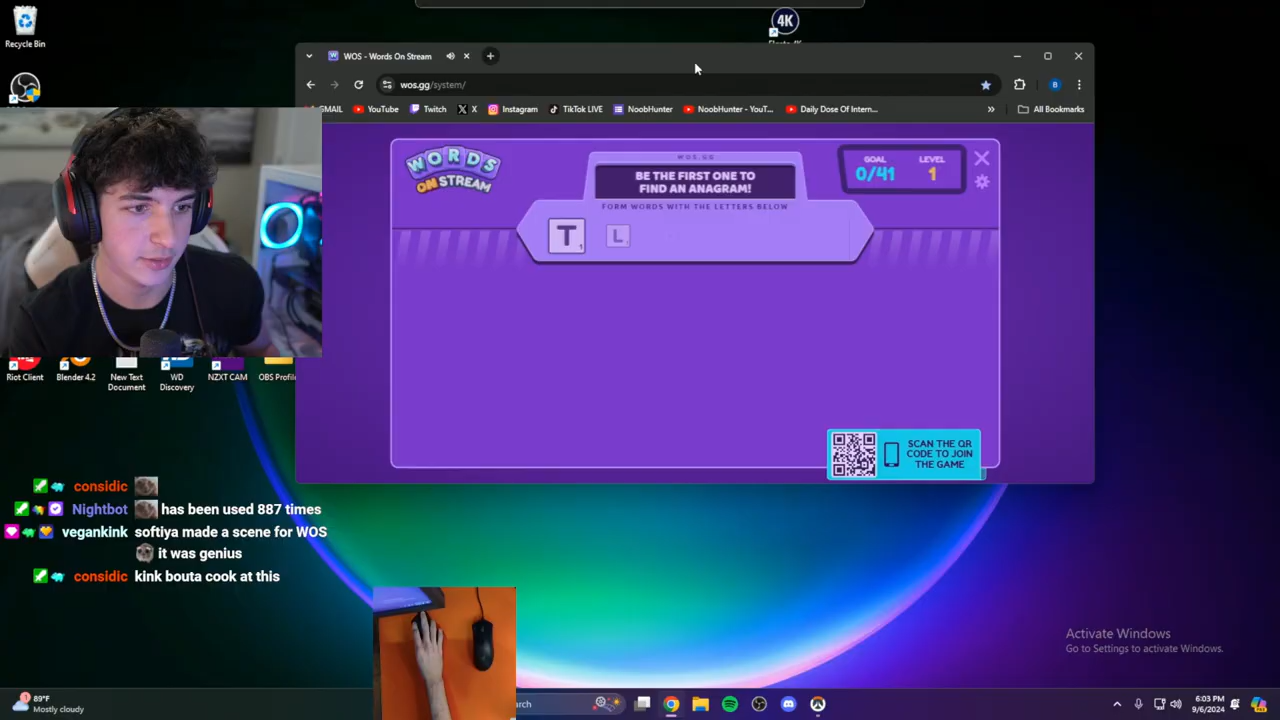 Recycle Bin
4K
WOS - Words On Stream
wos.gg/system/
GMAIL
YouTube
Twitch
X
Instagram
TikTok LIVE
NoobHunter
NoobHunter - YouT...
Daily Dose Of Intern...
»
All Bookmarks
WORDS
ON STREAM
WOS.GG
BE THE FIRST ONE TO
FIND AN ANAGRAM!
FORM WORDS WITH THE LETTERS BELOW
GOAL
0/41
LEVEL
1
T
L
SCAN THE QR
CODE TO JOIN
THE GAME
Riot Client
Blender 4.2
New Text
Document
WD
Discovery
NZXT CAM
OBS Profile
considic
Nightbot has been used 887 times
vegankink softiya made a scene for WOS
it was genius
considic kink bouta cook at this
Activate Windows
Go to Settings to activate Windows.
89°F
Mostly cloudy
6:03 PM
9/6/2024